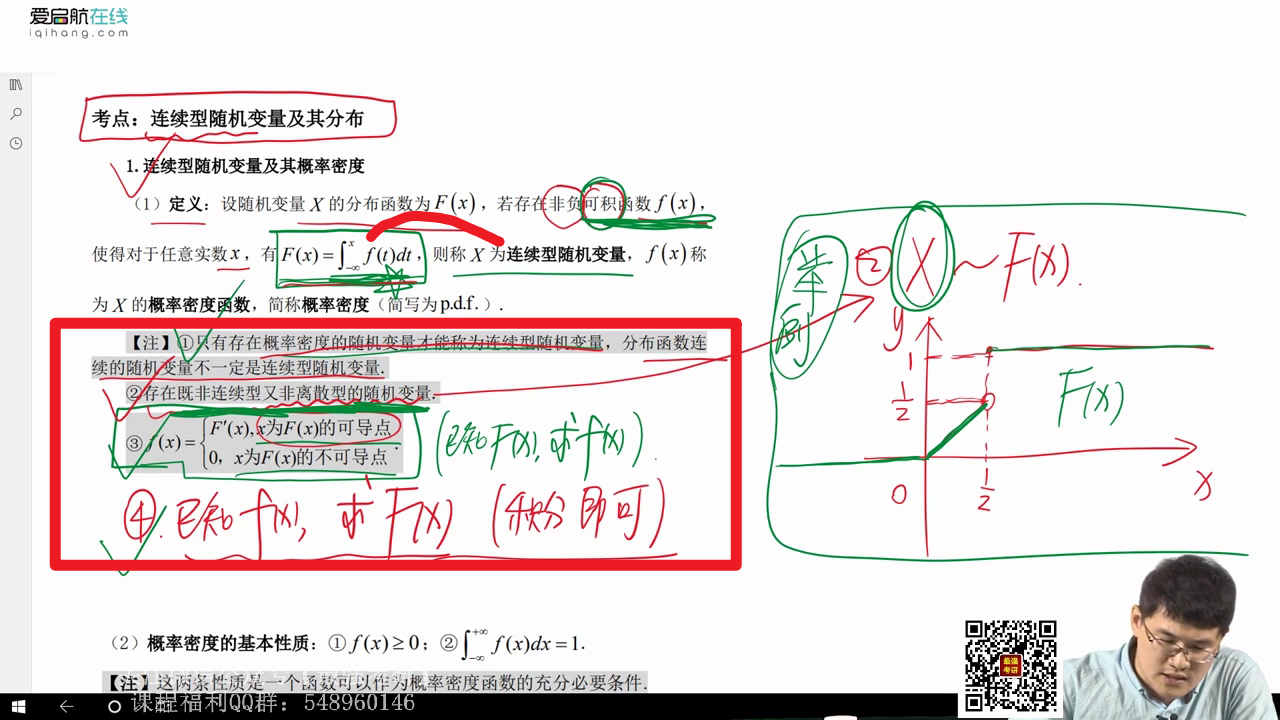 爱启航在线
iqihang.com
考点：连续型随机变量及其分布
1. 连续型随机变量及其概率密度
（1）定义：设随机变量 X 的分布函数为 F(x)，若存在非负可积函数 f(x)，
使得对于任意实数 x，有 F(x)=∫_{-∞}^{x} f(t)dt，则称 X 为连续型随机变量，f(x)称
为 X 的概率密度函数，简称概率密度（简写为p.d.f.）.
【注】①只有存在概率密度的随机变量才能称为连续型随机变量，分布函数连
续的随机变量不一定是连续型随机变量.
②存在既非连续型又非离散型的随机变量.
③ f(x)={F′(x), x为F(x)的可导点
0, x为F(x)的不可导点.
(已知F(x), 求f(x)).
④. 已知f(x), 求F(x) (积分即可)
举例
② X ~ F(x).
y
1
1/2
F(x)
0
1/2
x
（2）概率密度的基本性质：① f(x)≥0；② ∫_{-∞}^{+∞} f(x)dx=1.
【注】这两条性质是一个函数可以作为概率密度函数的充分必要条件.
课程福利QQ群：548960146